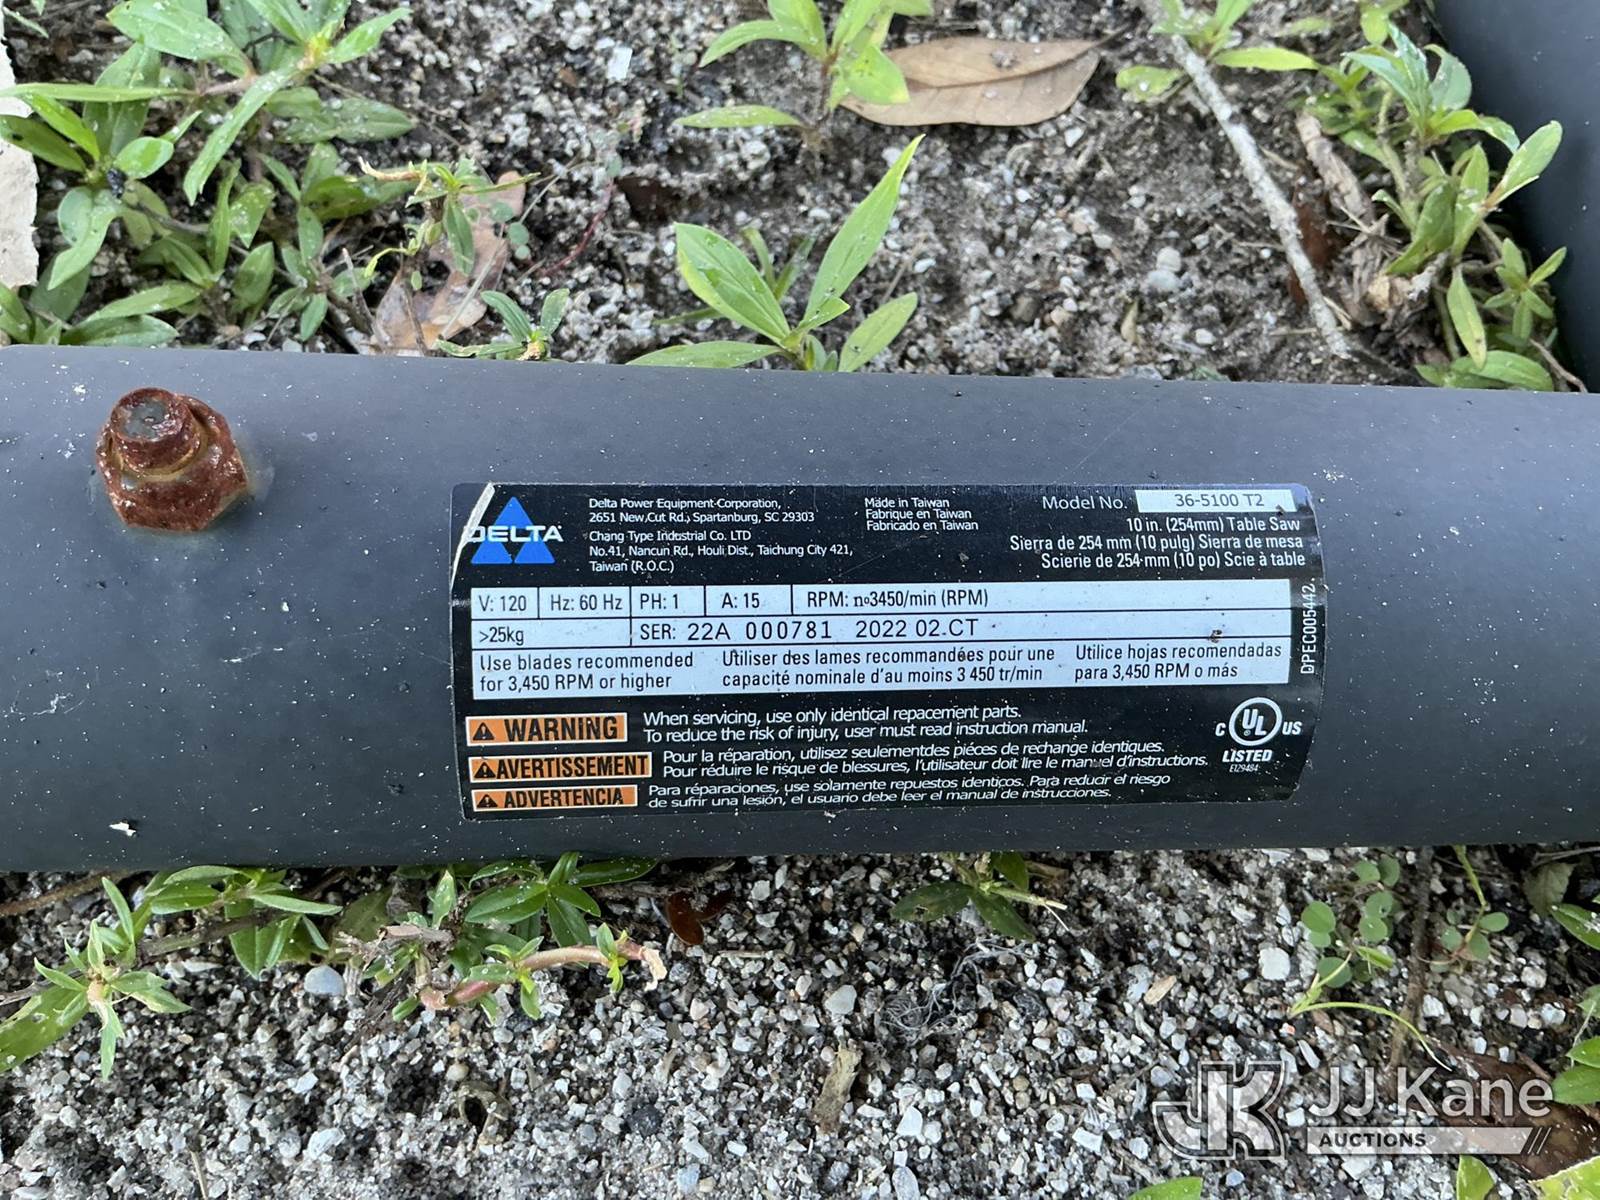 DELTA
Delta Power Equipment Corporation,
2651 New Cut Rd., Spartanburg, SC 29303
Chang Type Industrial Co. LTD
No.41, Nancun Rd., Houli Dist., Taichung City 421,
Taiwan (R.O.C.)
Made in Taiwan
Fabrique en Taiwan
Fabricado en Taiwan
Model No. 36-5100 T2
10 in. (254mm) Table Saw
Sierra de 254 mm (10 pulg) Sierra de mesa
Scierie de 254 mm (10 po) Scie à table
V: 120 Hz: 60 Hz PH: 1 A: 15 RPM: nº3450/min (RPM)
>25kg SER: 22A 000781 2022 02.CT
Use blades recommended
for 3,450 RPM or higher
Utiliser des lames recommandées pour une
capacité nominale d'au moins 3 450 tr/min
Utilice hojas recomendadas
para 3,450 RPM o más
DPEC005442
WARNING
When servicing, use only identical repacement parts.
To reduce the risk of injury, user must read instruction manual.
AVERTISSEMENT
Pour la réparation, utilisez seulementdes piéces de rechange identiques.
Pour réduire le risque de blessures, l'utilisateur doit lire le manuel d'instructions.
ADVERTENCIA
Para réparaciones, use solamente repuestos identicos. Para reducir el riesgo
de sufrir una lesión, el usuario debe leer el manual de instrucciones.
C UL US
LISTED
E129484
JK JJ Kane
AUCTIONS